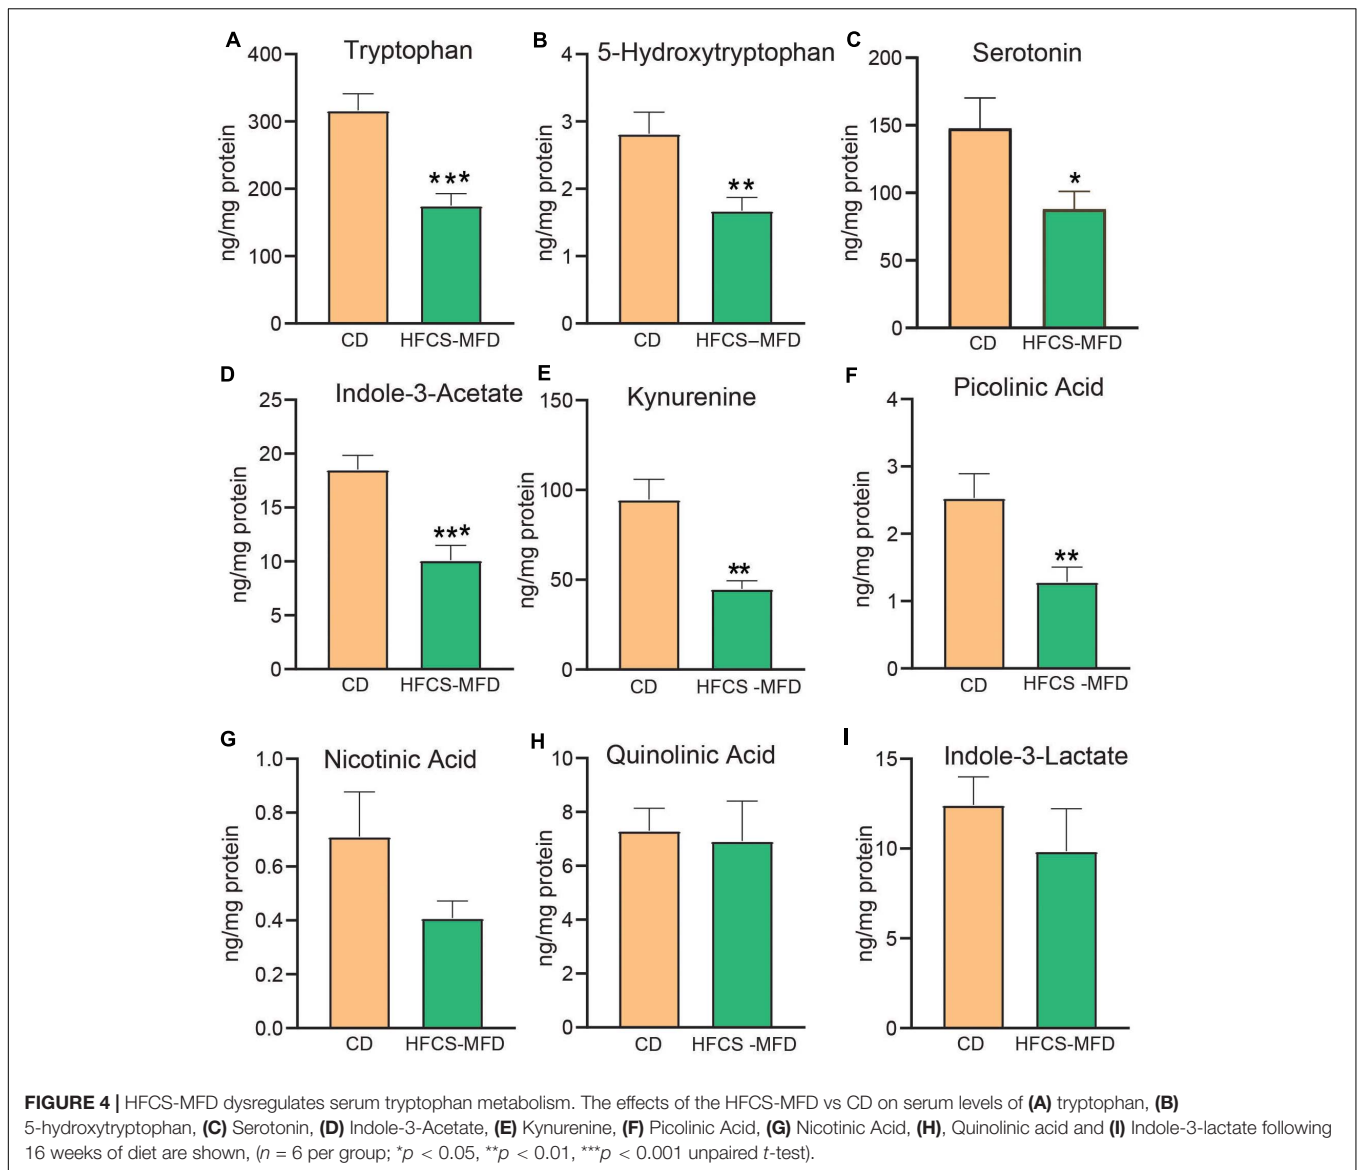 A
Tryptophan
400
300
200
100
0
ng/mg protein
***
CD
HFCS-MFD
B
5-Hydroxytryptophan
4
3
2
1
0
ng/mg protein
**
CD
HFCS–MFD
C
Serotonin
200
150
100
50
0
ng/mg protein
*
CD
HFCS-MFD
D
Indole-3-Acetate
25
20
15
10
5
0
ng/mg protein
***
CD
HFCS-MFD
E
Kynurenine
150
100
50
0
ng/mg protein
**
CD
HFCS -MFD
F
Picolinic Acid
4
3
2
1
0
ng/mg protein
**
CD
HFCS -MFD
G
Nicotinic Acid
1.0
0.8
0.6
0.4
0.2
0.0
ng/mg protein
CD
HFCS-MFD
H
Quinolinic Acid
10
8
6
4
2
0
ng/mg protein
CD
HFCS -MFD
I
Indole-3-Lactate
15
10
5
0
ng/mg protein
CD
HFCS-MFD
FIGURE 4 | HFCS-MFD dysregulates serum tryptophan metabolism. The effects of the HFCS-MFD vs CD on serum levels of (A) tryptophan, (B)
5-hydroxytryptophan, (C) Serotonin, (D) Indole-3-Acetate, (E) Kynurenine, (F) Picolinic Acid, (G) Nicotinic Acid, (H), Quinolinic acid and (I) Indole-3-lactate following
16 weeks of diet are shown, (n = 6 per group; *p < 0.05, **p < 0.01, ***p < 0.001 unpaired t-test).